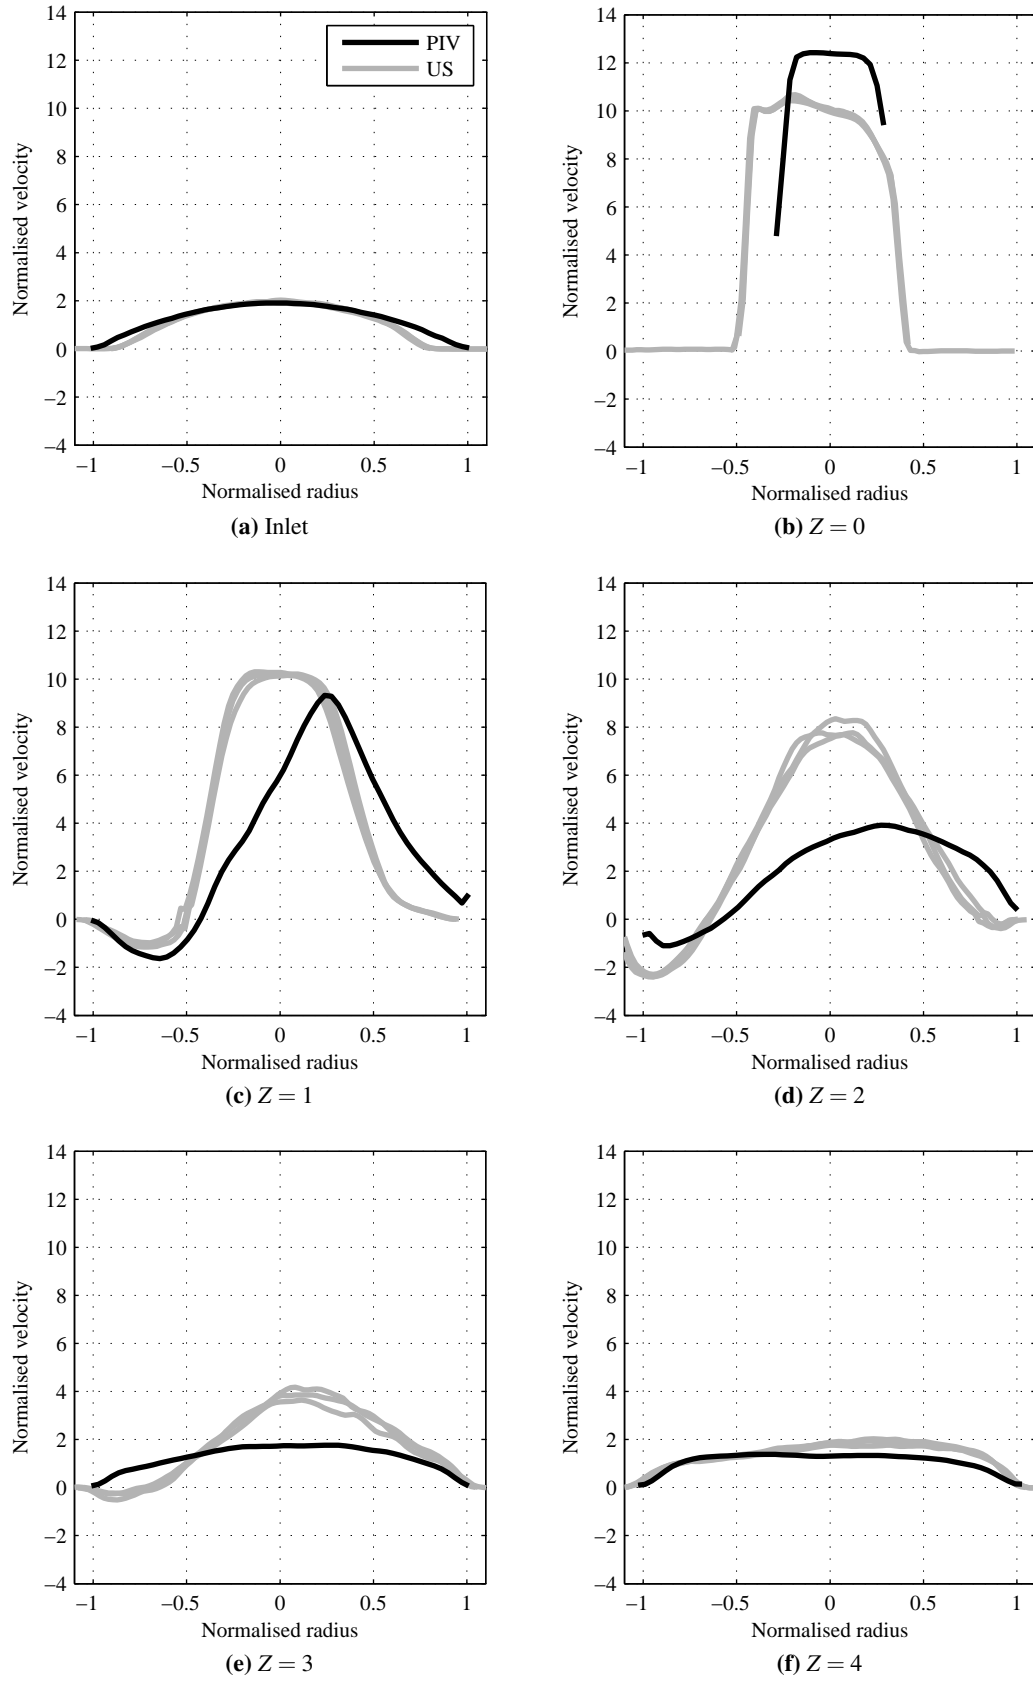 14
12
10
8
6
4
2
0
−2
−4
Normalised velocity
PIV
US
−1 −0.5 0 0.5 1
Normalised radius
(a) Inlet
14
12
10
8
6
4
2
0
−2
−4
Normalised velocity
−1 −0.5 0 0.5 1
Normalised radius
(b) Z = 0
14
12
10
8
6
4
2
0
−2
−4
Normalised velocity
−1 −0.5 0 0.5 1
Normalised radius
(c) Z = 1
14
12
10
8
6
4
2
0
−2
−4
Normalised velocity
−1 −0.5 0 0.5 1
Normalised radius
(d) Z = 2
14
12
10
8
6
4
2
0
−2
−4
Normalised velocity
−1 −0.5 0 0.5 1
Normalised radius
(e) Z = 3
14
12
10
8
6
4
2
0
−2
−4
Normalised velocity
−1 −0.5 0 0.5 1
Normalised radius
(f) Z = 4